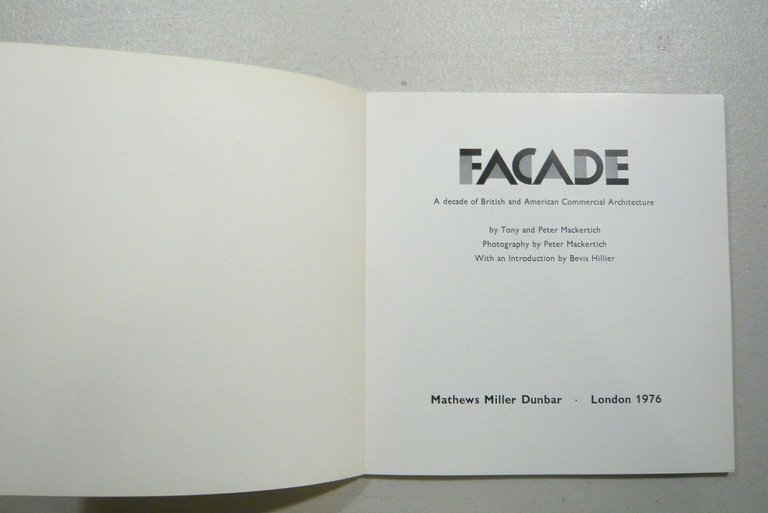 FACADE
A decade of British and American Commercial Architecture
by Tony and Peter Mackertich
Photography by Peter Mackertich
With an Introduction by Bevis Hillier
Mathews Miller Dunbar · London 1976